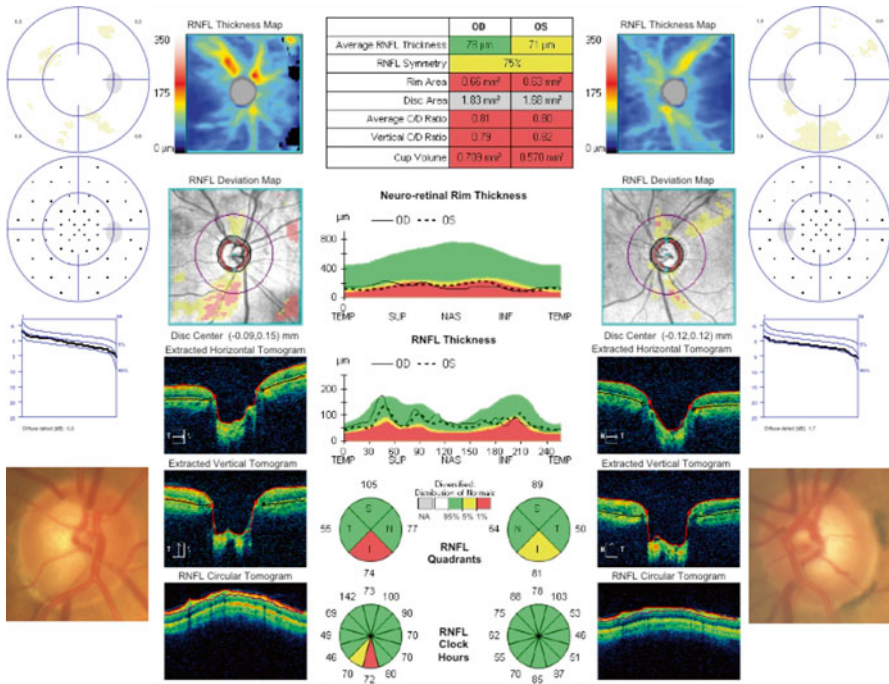 RNFL Thickness Map
350
175
0 µm
OD OS
Average RNFL Thickness 78 µm 71 µm
RNFL Symmetry 75%
Rim Area 0.66 mm² 0.63 mm²
Disc Area 1.83 mm² 1.68 mm²
Average C/D Ratio 0.81 0.80
Vertical C/D Ratio 0.79 0.82
Cup Volume 0.709 mm³ 0.570 mm³
RNFL Thickness Map
350
175
0 µm
RNFL Deviation Map
Disc Center (-0.09,0.15) mm
Neuro-retinal Rim Thickness
µm OD OS
800
400
0
TEMP SUP NAS INF TEMP
RNFL Deviation Map
Disc Center (-0.12,0.12) mm
Extracted Horizontal Tomogram
RNFL Thickness
µm OD OS
200
100
0
TEMP SUP NAS INF TEMP
0 30 60 90 120 150 180 210 240
Extracted Horizontal Tomogram
Extracted Vertical Tomogram
Diversified:
Distribution of Normals
NA 95% 5% 1%
105
S
55 T N 77
I
74
RNFL
Quadrants
89
S
64 N T 50
I
81
Extracted Vertical Tomogram
RNFL Circular Tomogram
73
142 100
69 90
49 70
46 70
70 80
72
RNFL
Clock
Hours
78
88 103
75 53
62 46
55 51
70 87
85
RNFL Circular Tomogram